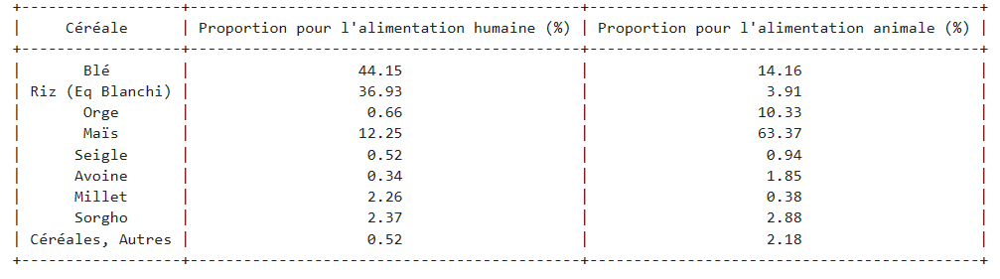 +------------------+--------------------------------------------+--------------------------------------------+
| Céréale | Proportion pour l'alimentation humaine (%) | Proportion pour l'alimentation animale (%) |
+------------------+--------------------------------------------+--------------------------------------------+
| Blé | 44.15 | 14.16 |
| Riz (Eq Blanchi) | 36.93 | 3.91 |
| Orge | 0.66 | 10.33 |
| Maïs | 12.25 | 63.37 |
| Seigle | 0.52 | 0.94 |
| Avoine | 0.34 | 1.85 |
| Millet | 2.26 | 0.38 |
| Sorgho | 2.37 | 2.88 |
| Céréales, Autres | 0.52 | 2.18 |
+------------------+--------------------------------------------+--------------------------------------------+